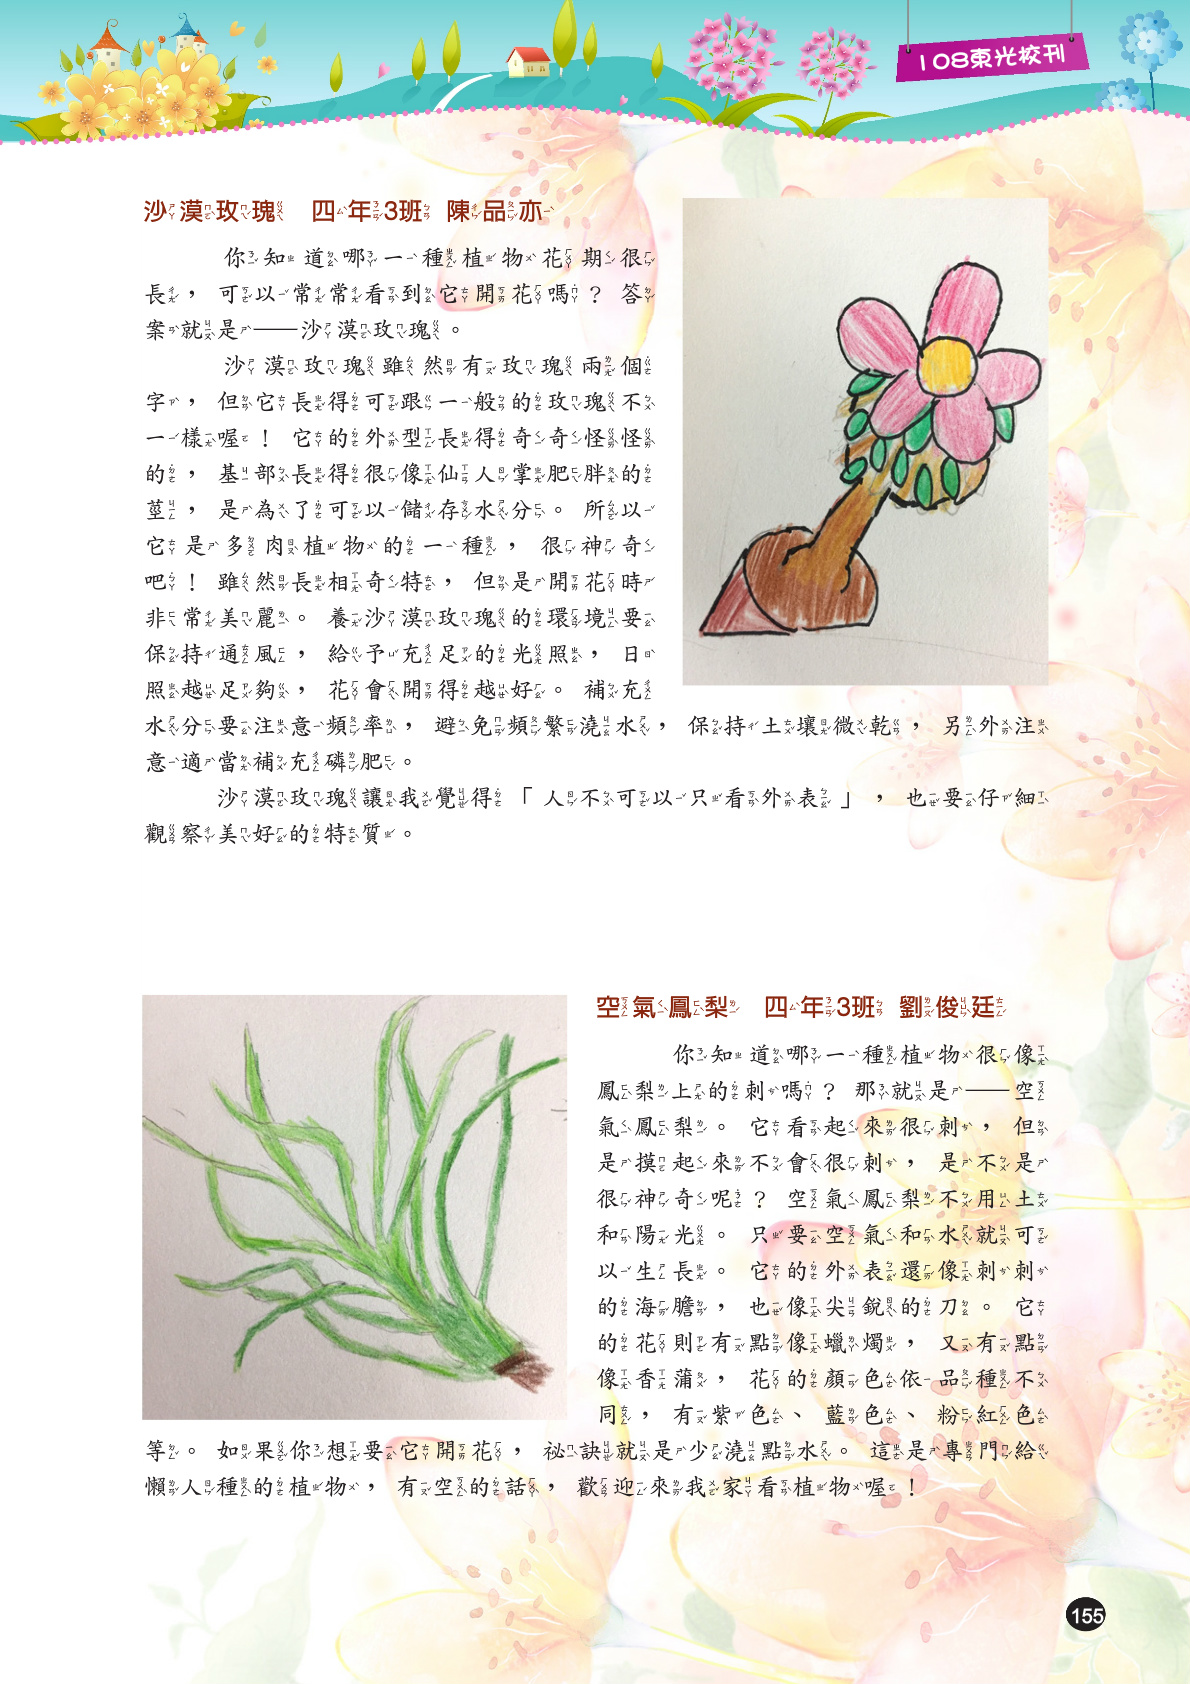 108東光校刊
沙漠玫瑰 四年3班 陳品亦
你知道哪一種植物花期很
長，可以常常看到它開花嗎？答
案就是──沙漠玫瑰。
沙漠玫瑰雖然有玫瑰兩個
字，但它長得可跟一般的玫瑰不
一樣喔！它的外型長得奇奇怪怪
的，基部長得很像仙人掌肥胖的
莖，是為了可以儲存水分。所以
它是多肉植物的一種，很神奇
吧！雖然長相奇特，但是開花時
非常美麗。養沙漠玫瑰的環境要
保持通風，給予充足的光照，日
照越足夠，花會開得越好。補充
水分要注意頻率，避免頻繁澆水，保持土壤微乾，另外注
意適當補充磷肥。
沙漠玫瑰讓我覺得「人不可以只看外表」，也要仔細
觀察美好的特質。
空氣鳳梨 四年3班 劉俊廷
你知道哪一種植物很像
鳳梨上的刺嗎？那就是──空
氣鳳梨。它看起來很刺，但
是摸起來不會很刺，是不是
很神奇呢？空氣鳳梨不用土
和陽光。只要空氣和水就可
以生長。它的外表還像刺刺
的海膽，也像尖銳的刀。它
的花則有點像蠟燭，又有點
像香蒲，花的顏色依品種不
同，有紫色、藍色、粉紅色
等。如果你想要它開花，祕訣就是少澆點水。這是專門給
懶人種的植物，有空的話，歡迎來我家看植物喔！
155